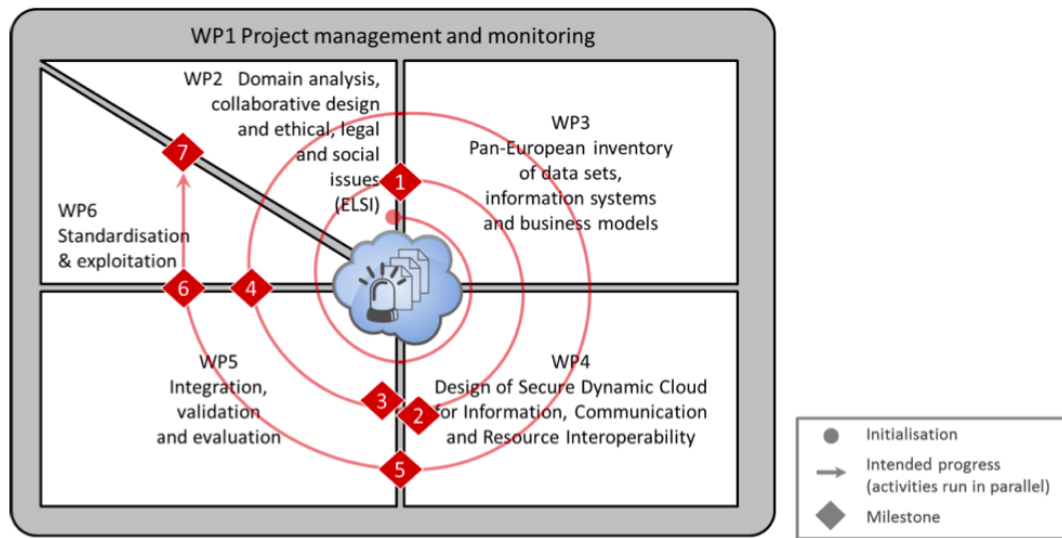 WP1 Project management and monitoring
WP2 Domain analysis,
collaborative design
and ethical, legal
and social
issues
(ELSI)
WP3
Pan-European inventory
of data sets,
information systems
and business models
7
1
WP6
Standardisation
& exploitation
6
4
WP5
Integration,
validation
and evaluation
3
2
5
WP4
Design of Secure Dynamic Cloud
for Information, Communication
and Resource Interoperability
Initialisation
Intended progress
(activities run in parallel)
Milestone